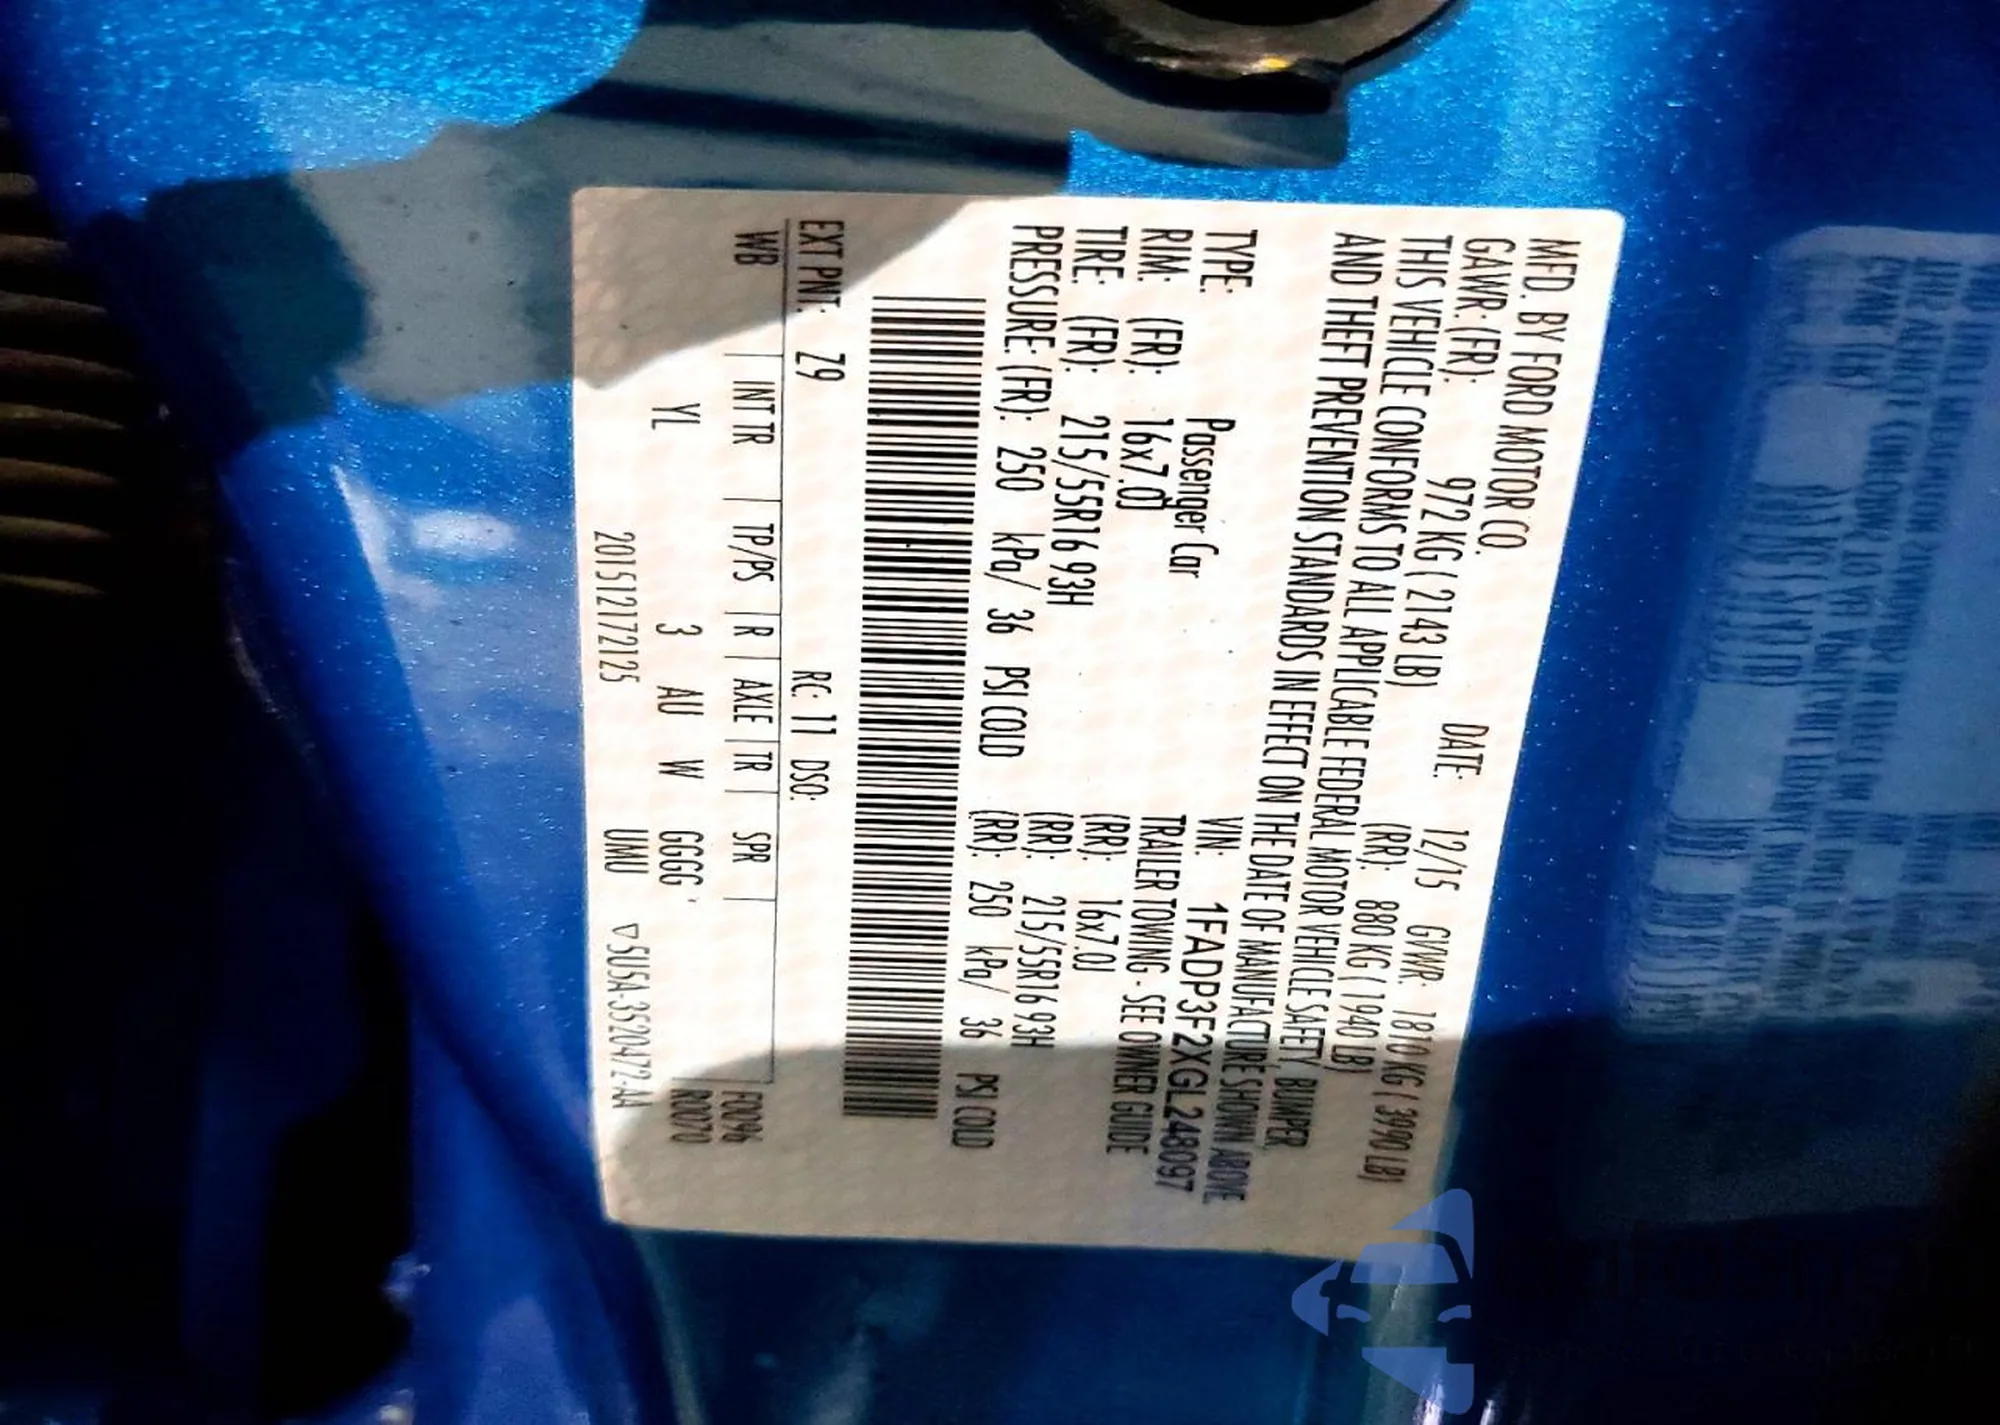 MFD. BY FORD MOTOR CO. DATE: 12/15 GVWR: 1810 KG ( 3990 LB)
GAWR: (FR): 972 KG ( 2143 LB) (RR): 880 KG ( 1940 LB)
THIS VEHICLE CONFORMS TO ALL APPLICABLE FEDERAL MOTOR VEHICLE SAFETY, BUMPER,
AND THEFT PREVENTION STANDARDS IN EFFECT ON THE DATE OF MANUFACTURE SHOWN ABOVE
VIN: 1FADP3F2XGL248097
TYPE: Passenger Car TRAILER TOWING - SEE OWNER GUIDE
RIM: (FR): 16x7.0J (RR): 16x7.0J
TIRE: (FR): 215/55R16 93H (RR): 215/55R16 93H
PRESSURE: (FR): 250 kPa/ 36 PSI COLD (RR): 250 kPa/ 36 PSI COLD
EXT PNT: Z9 RC: 11 DSO:
WB INT TR TP/PS R AXLE TR SPR F0096
YL 3 AU W GGGG R0070
201512172125 UMU ▽5U5A-3520472-AA